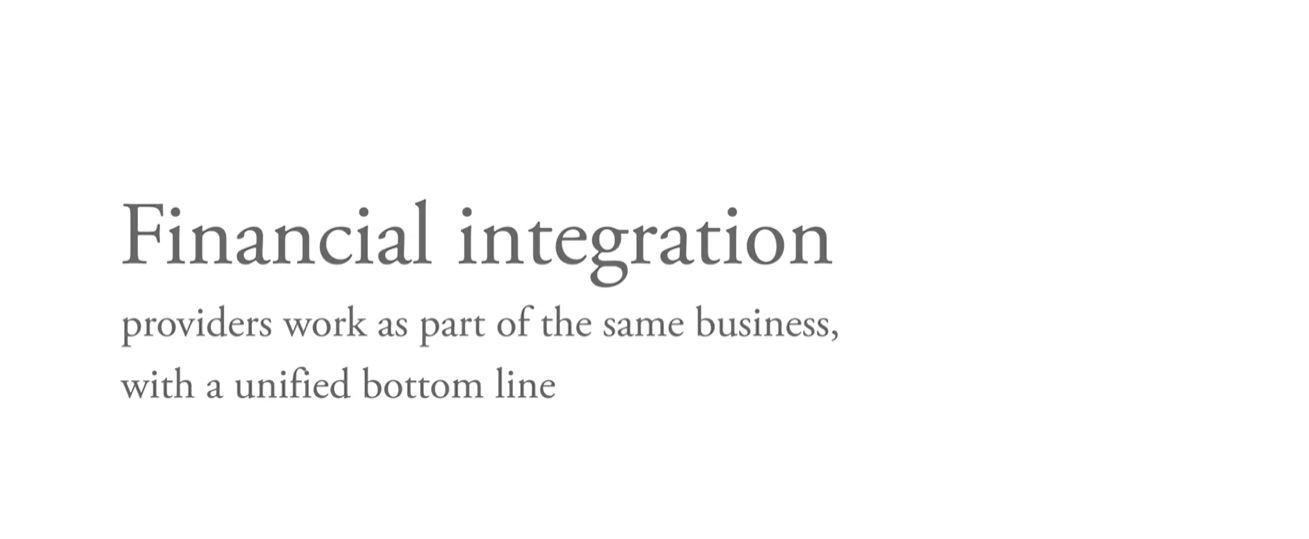 Financial integration
providers work as part of the same business,
with a unified bottom line